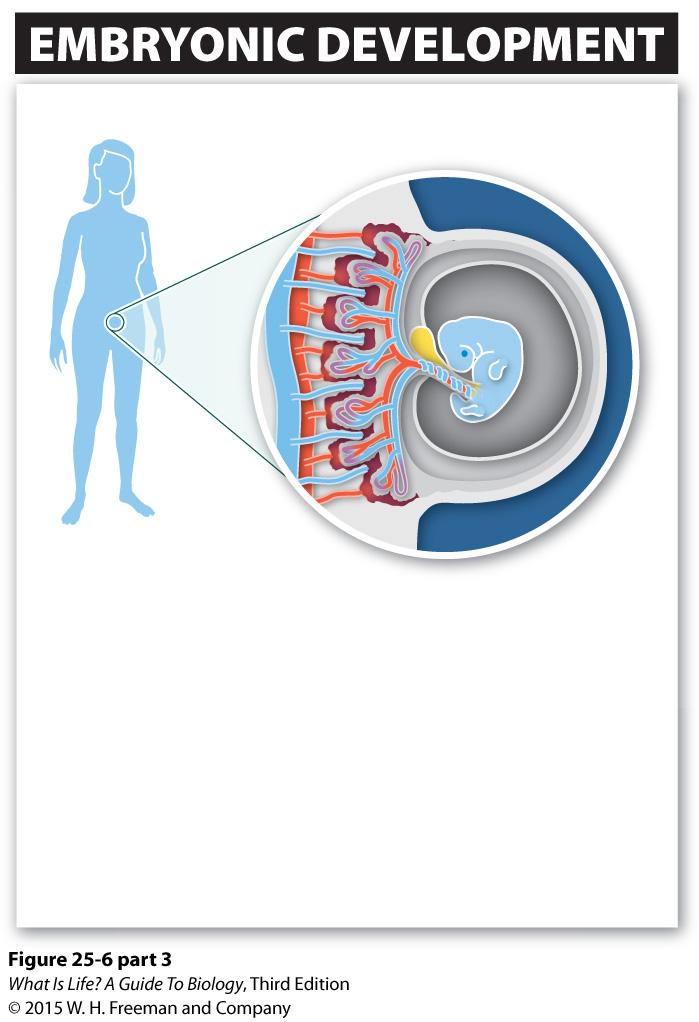 EMBRYONIC DEVELOPMENT
Figure 25-6 part 3
What Is Life? A Guide To Biology, Third Edition
© 2015 W. H. Freeman and Company